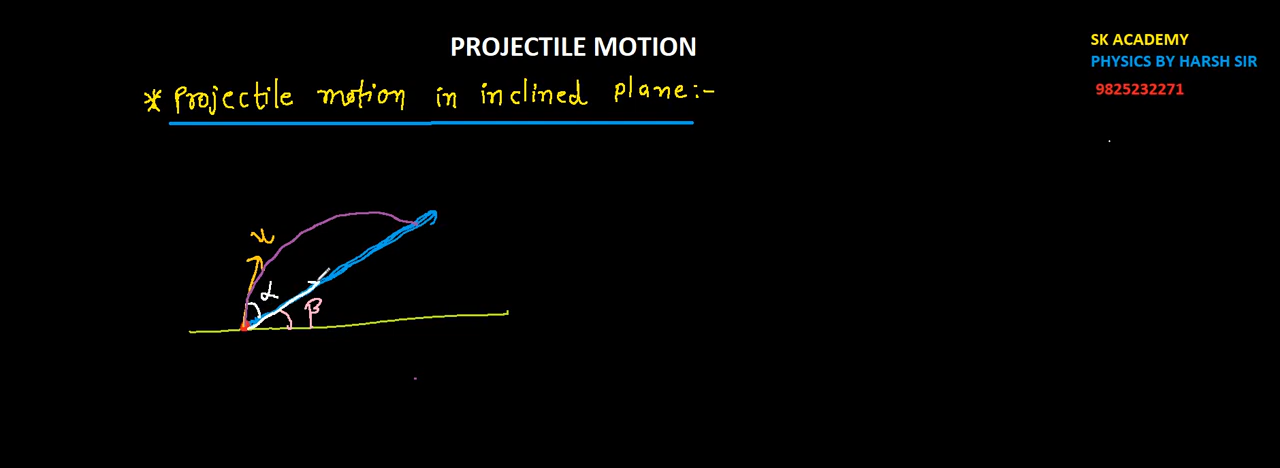 PROJECTILE MOTION
SK ACADEMY
PHYSICS BY HARSH SIR
9825232271
* Projectile motion in inclined plane:-
u
α
β